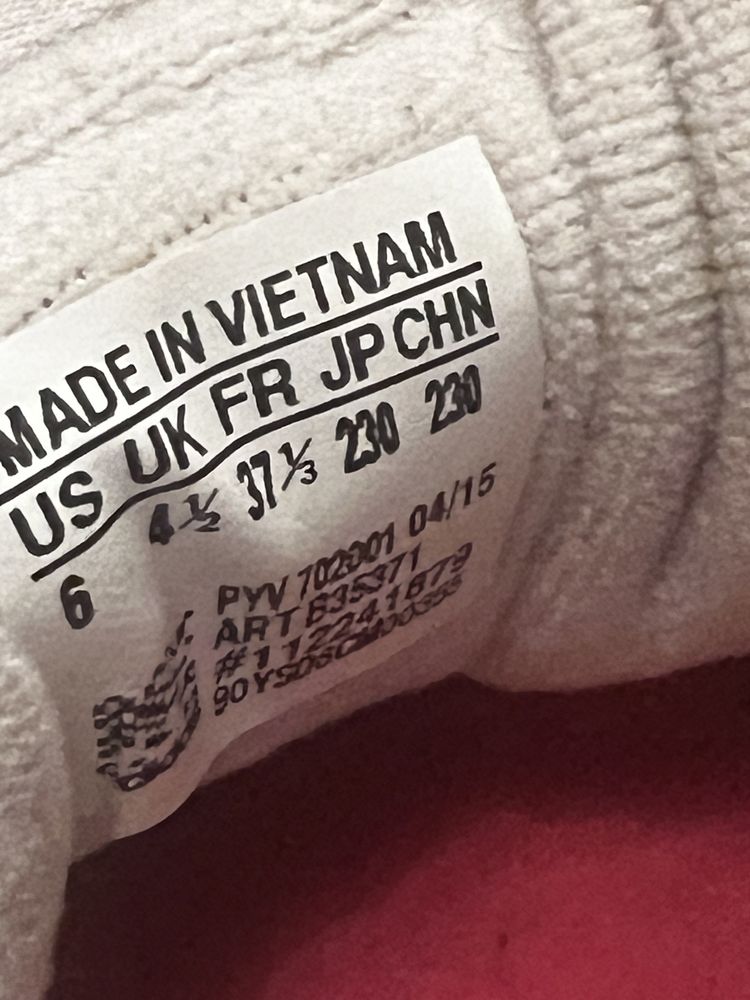 MADE IN VIETNAM
US UK FR JP CHN
6 4½ 37⅓ 230 230
PYV 702001 04/15
ART B35371
#112241879